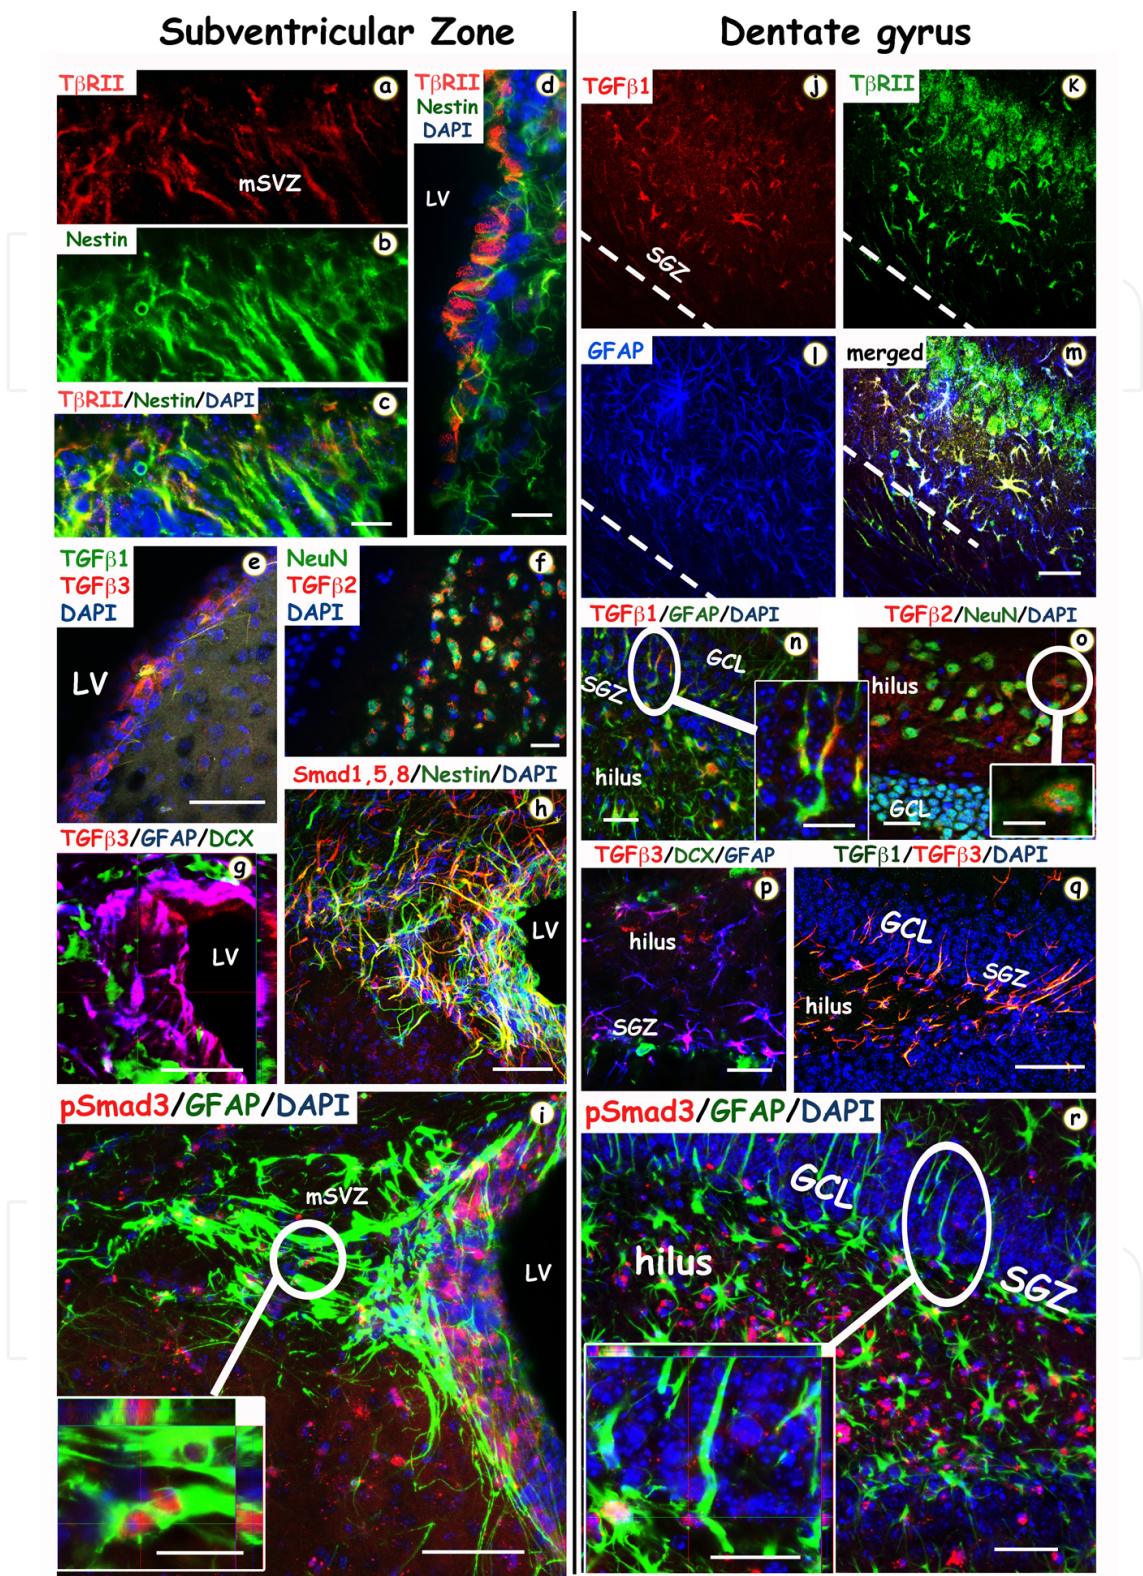 Subventricular Zone
Dentate gyrus
TβRII
a
mSVZ
Nestin
b
TβRII/Nestin/DAPI
c
TβRII
Nestin
DAPI
d
LV
TGFβ1
TGFβ3
DAPI
e
LV
NeuN
TGFβ2
DAPI
f
TGFβ3/GFAP/DCX
g
LV
Smad1,5,8/Nestin/DAPI
h
LV
pSmad3/GFAP/DAPI
i
mSVZ
LV
TGFβ1
j
SGZ
TβRII
k
GFAP
l
merged
m
TGFβ1/GFAP/DAPI
n
GCL
SGZ
hilus
TGFβ2/NeuN/DAPI
o
hilus
GCL
TGFβ3/DCX/GFAP
p
hilus
SGZ
TGFβ1/TGFβ3/DAPI
q
GCL
SGZ
hilus
pSmad3/GFAP/DAPI
r
GCL
hilus
SGZ